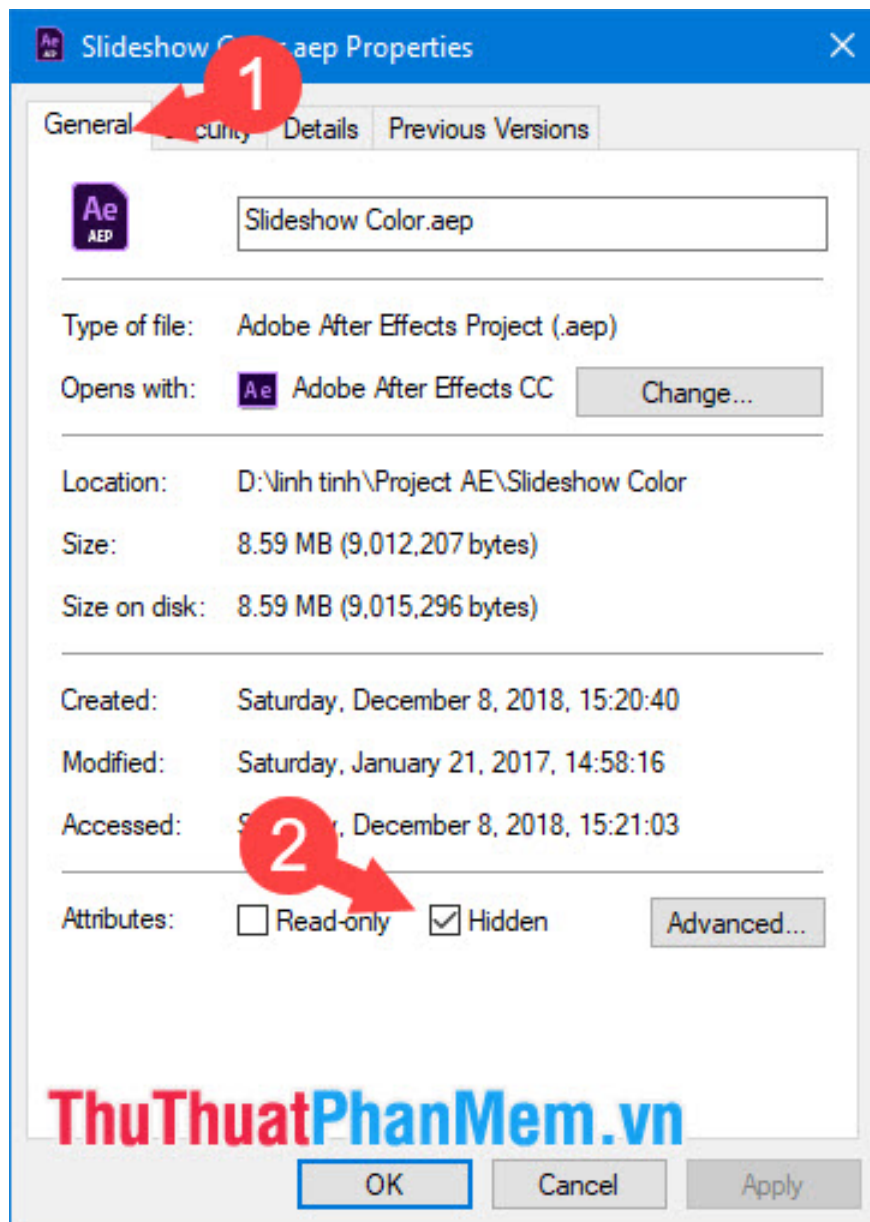 Slideshow C r.aep Properties
1
General
curity
Details
Previous Versions
Ae
AEP
Slideshow Color.aep
Type of file: Adobe After Effects Project (.aep)
Opens with: Ae Adobe After Effects CC Change...
Location: D:\linh tinh\Project AE\Slideshow Color
Size: 8.59 MB (9,012,207 bytes)
Size on disk: 8.59 MB (9,015,296 bytes)
Created: Saturday, December 8, 2018, 15:20:40
Modified: Saturday, January 21, 2017, 14:58:16
Accessed: December 8, 2018, 15:21:03
2
Attributes: Read-only Hidden Advanced...
ThuThuatPhanMem.vn
OK Cancel Apply